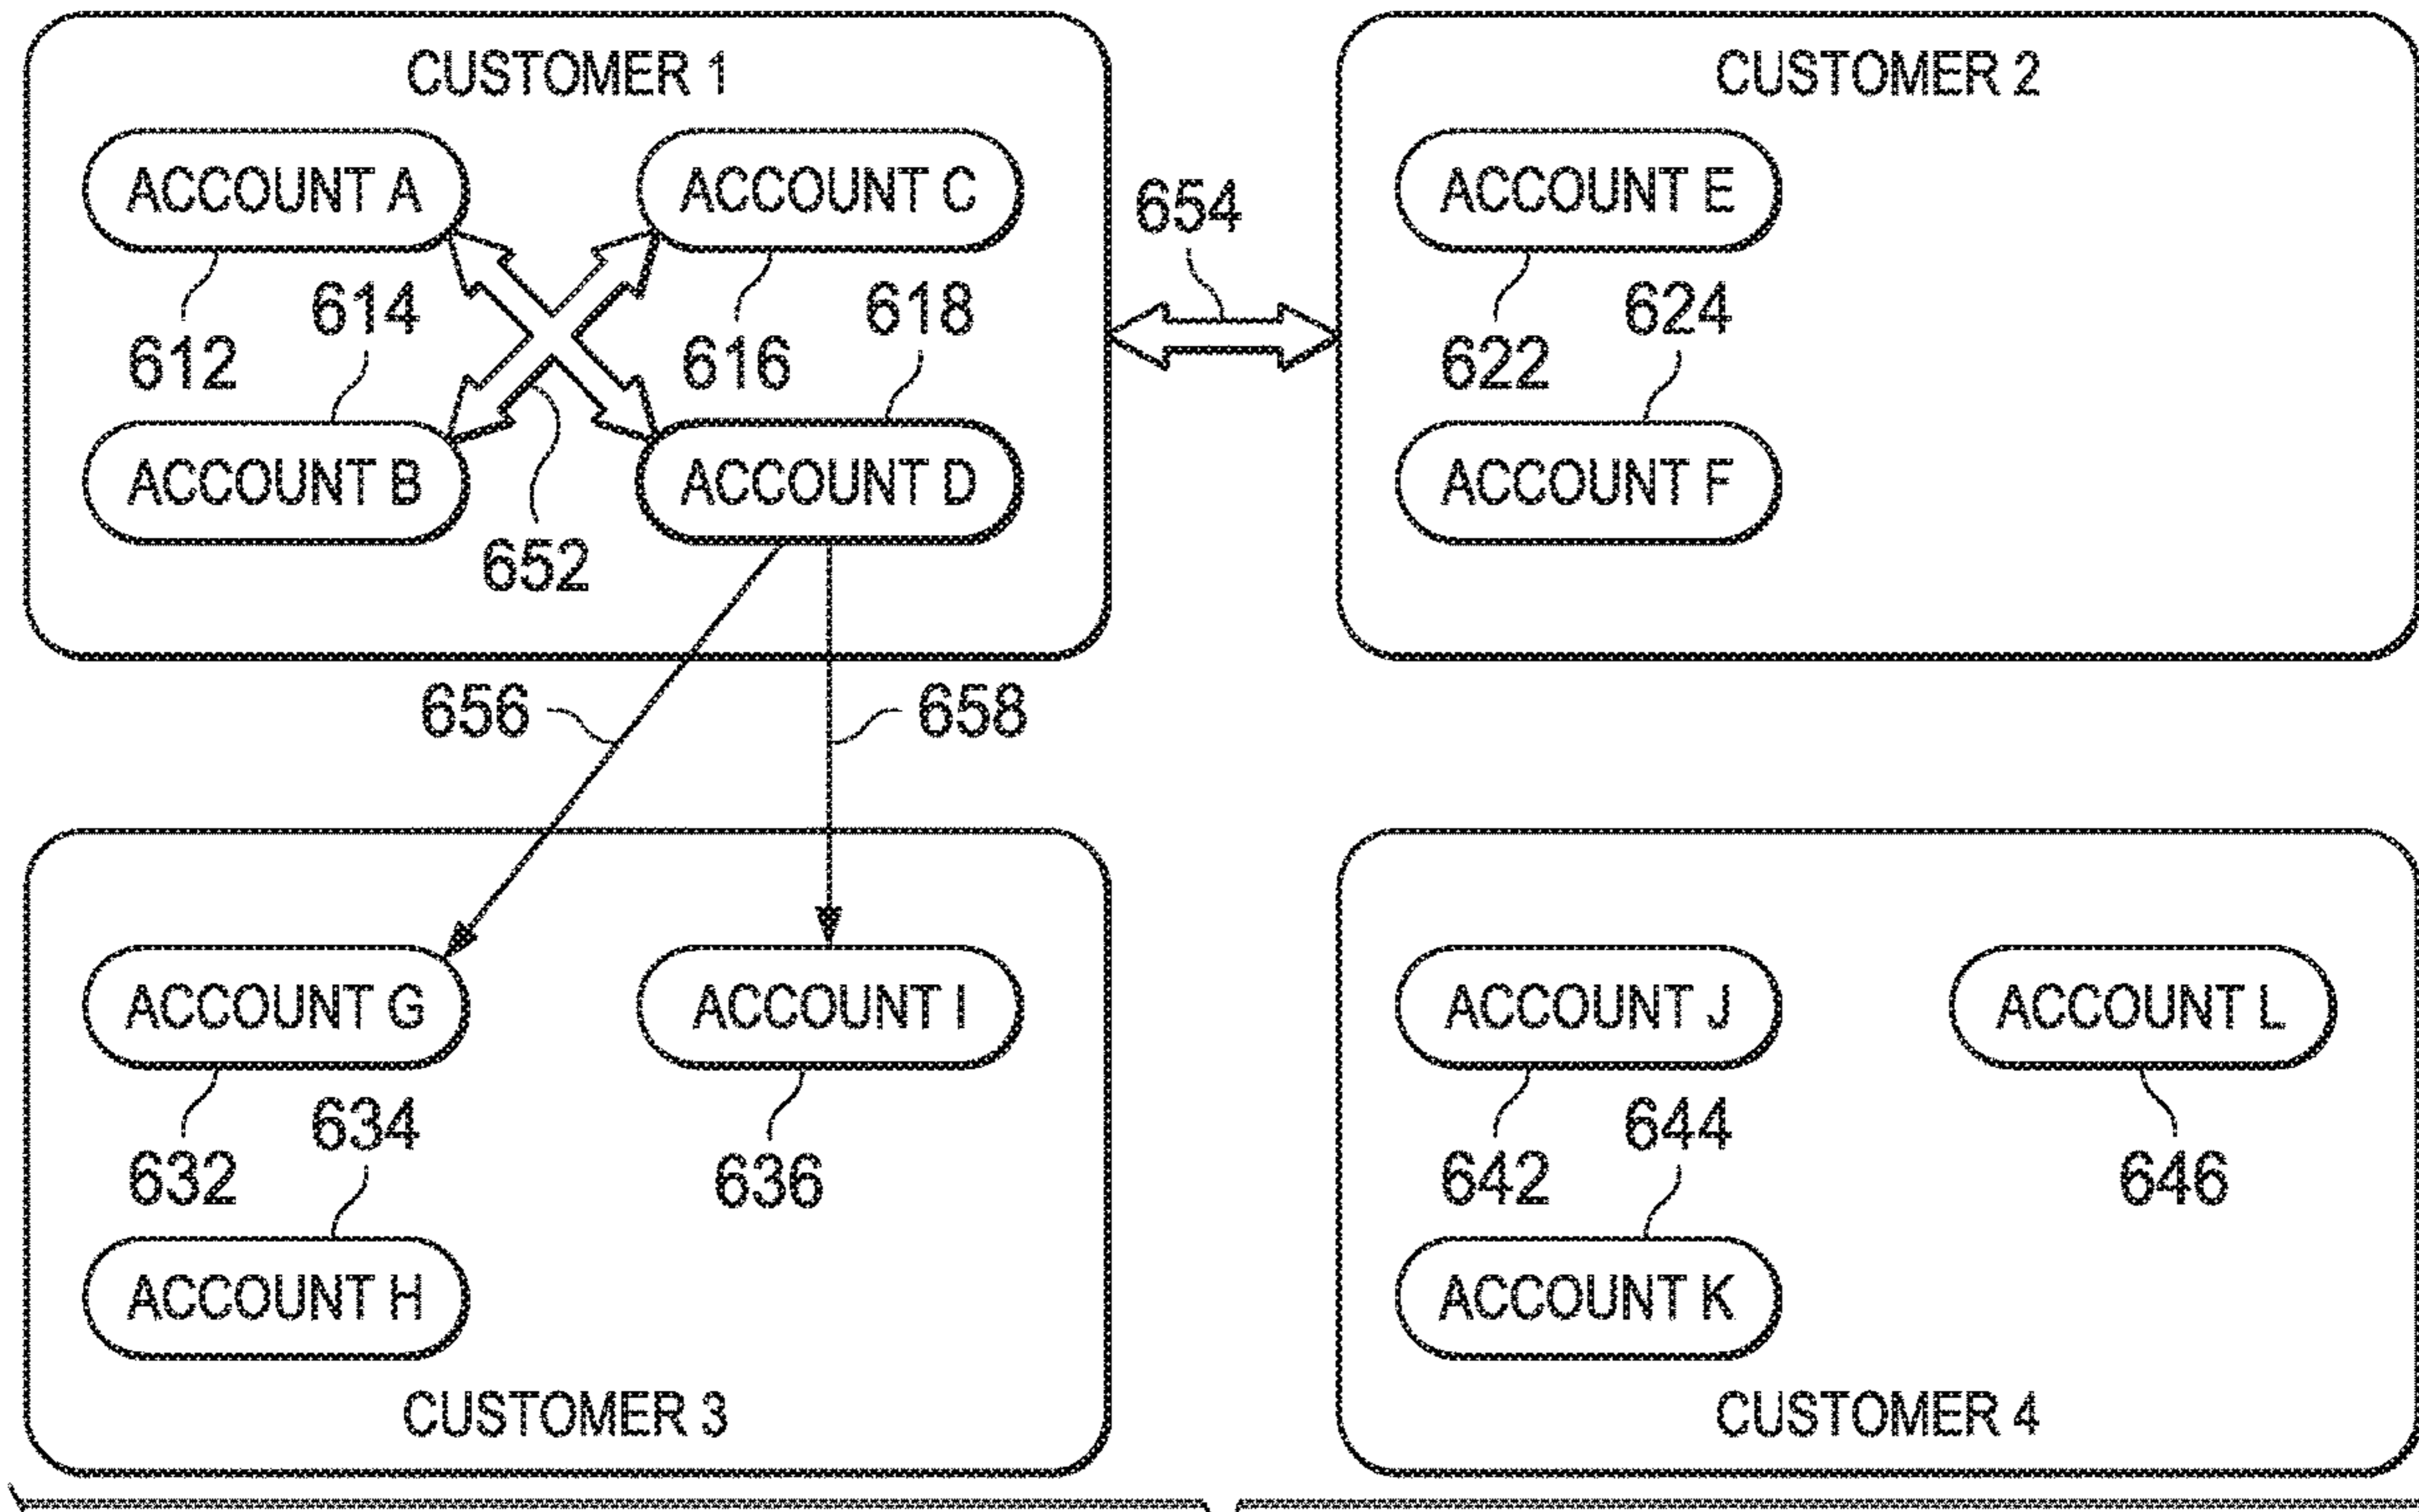 CUSTOMER 1
CUSTOMER 2
ACCOUNT A
ACCOUNT C
654
ACCOUNT E
612
614
616
618
622
624
ACCOUNT B
ACCOUNT D
ACCOUNT F
652
656
658
ACCOUNT G
ACCOUNT I
ACCOUNT J
ACCOUNT L
632
634
636
642
644
646
ACCOUNT H
ACCOUNT K
CUSTOMER 3
CUSTOMER 4